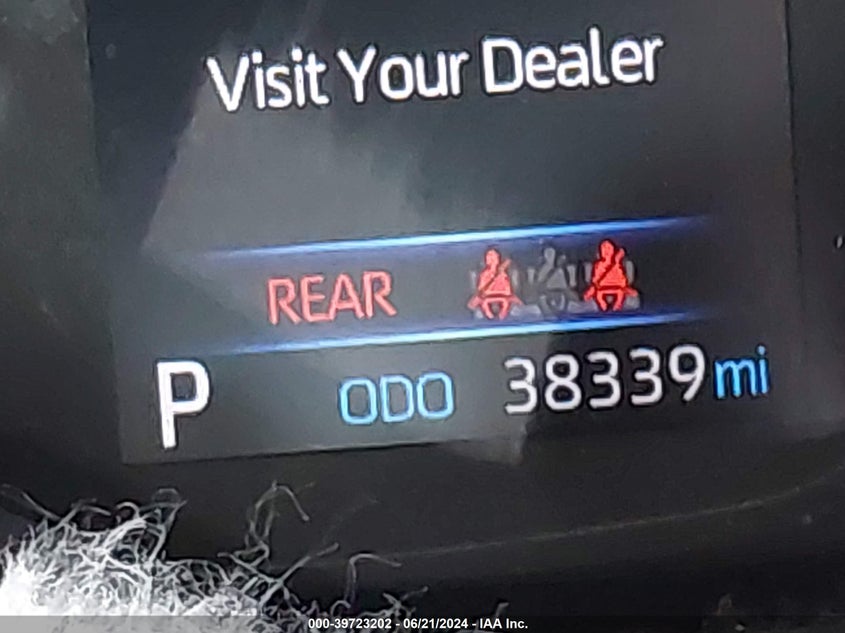 Visit Your Dealer
REAR
P ODO 38339 mi
000-39723202 - 06/21/2024 - IAA Inc.